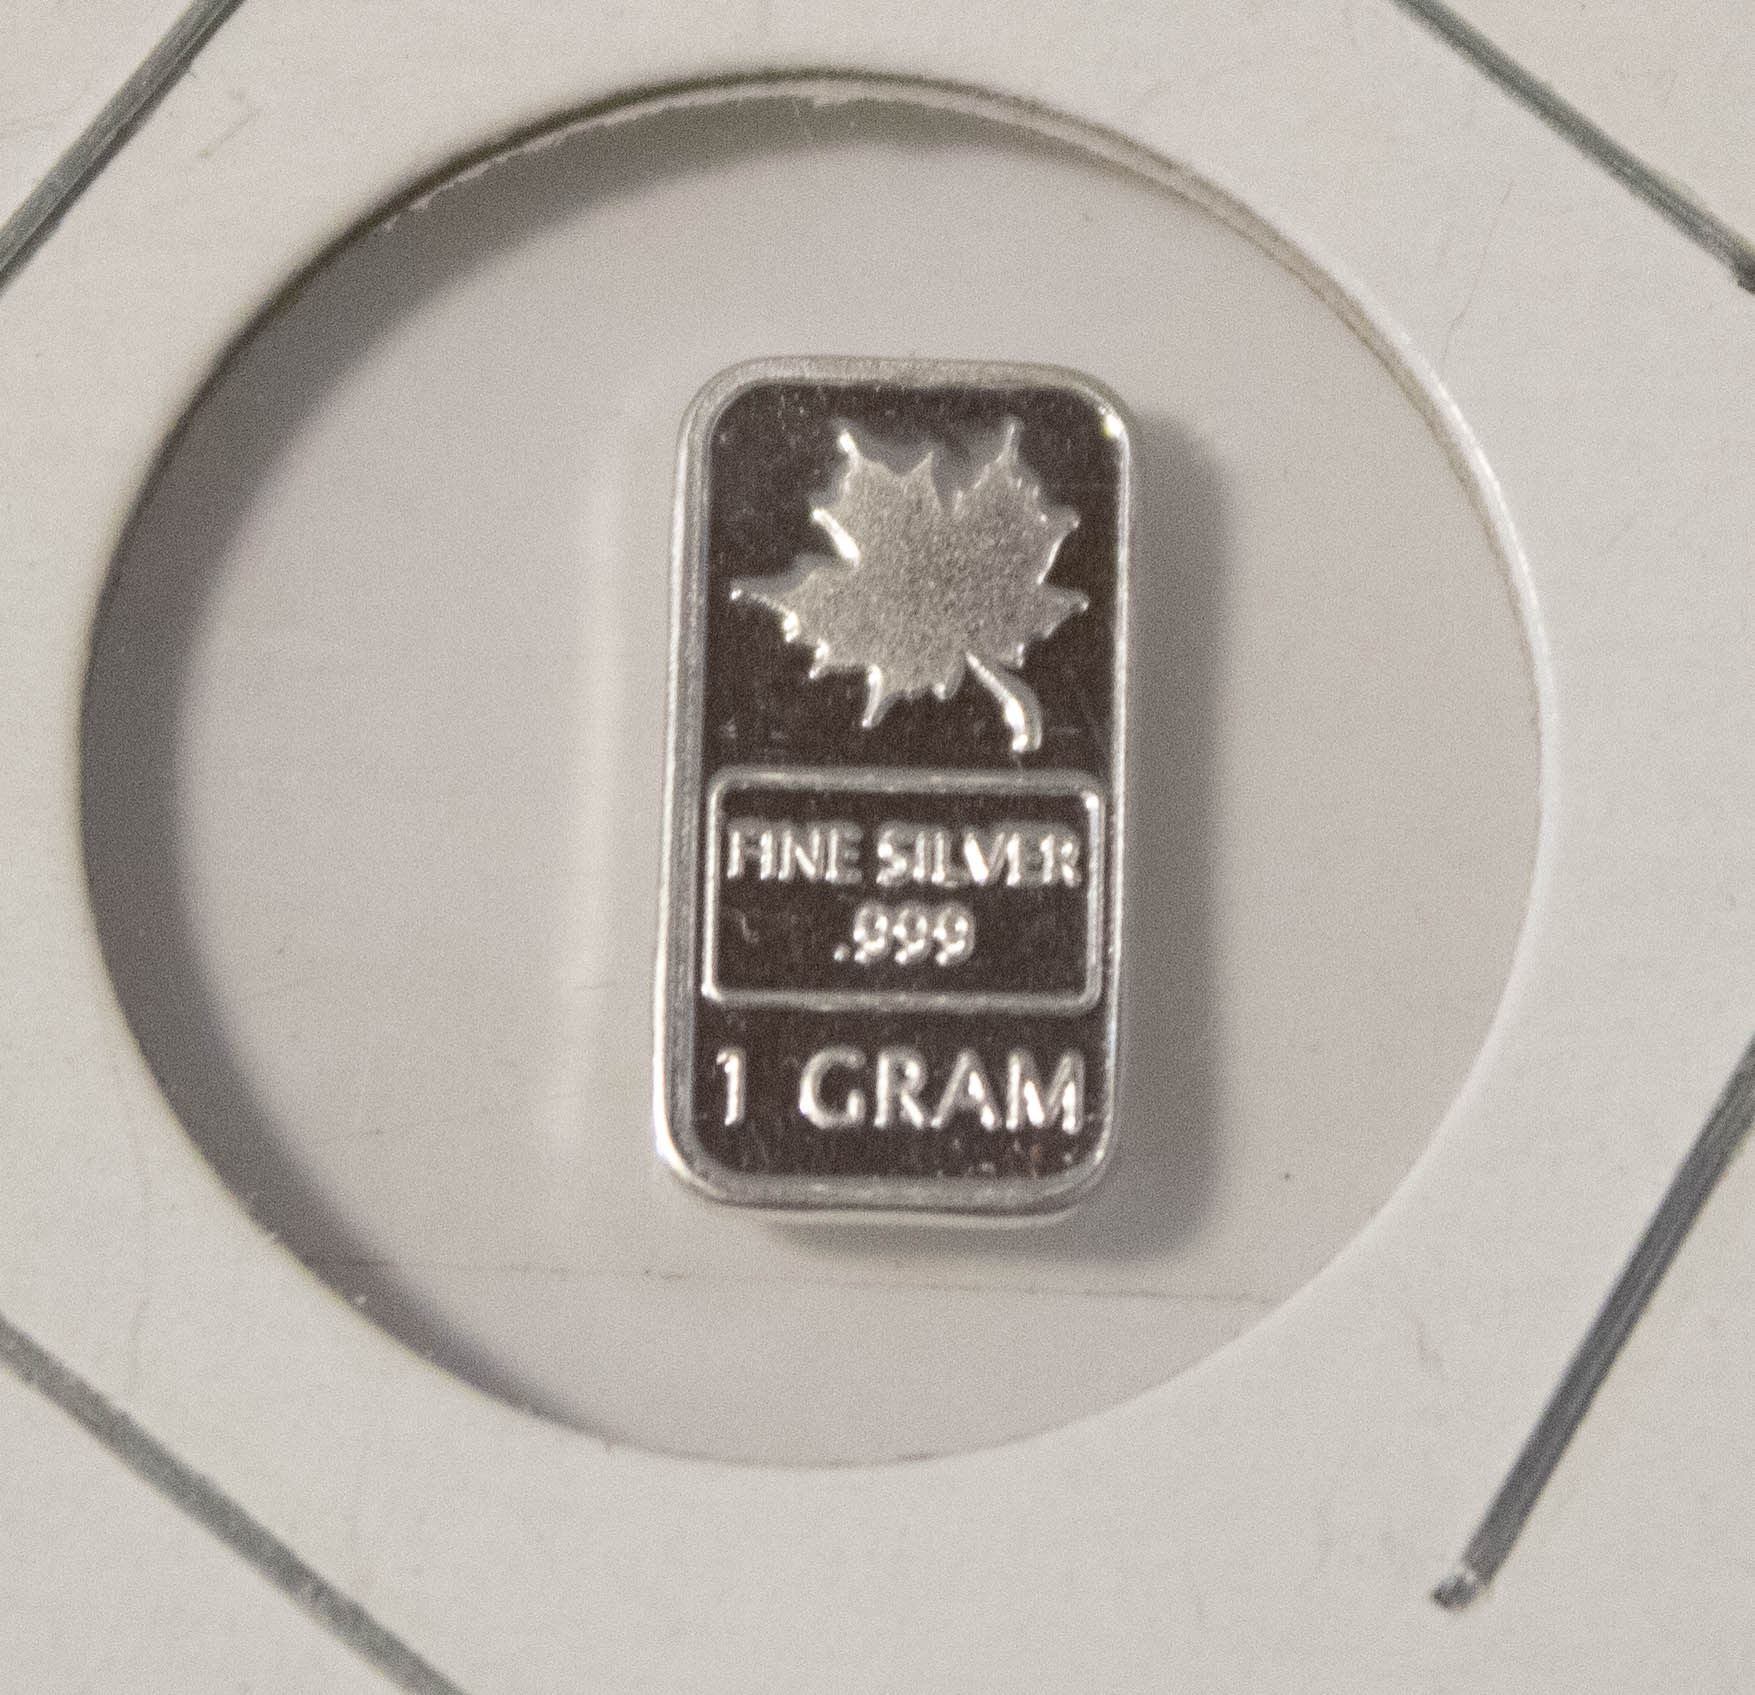 FINE SILVER
.999
1 GRAM